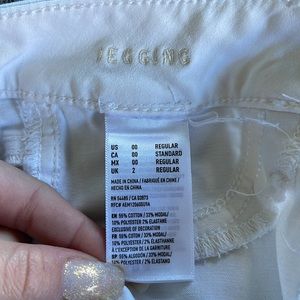 JEGGING
US 00 REGULAR
CA 00 STANDARD
MX 00 REGULAR
UK 2 REGULAR
MADE IN CHINA / FABRIQUÉ EN CHINE /
HECHO EN CHINA
RN 54485 / CA 03873
EN 55% COTTON / 33% MODAL/
10% POLYESTER / 2% ELASTANE
EXCLUSIVE OF DECORATION
FR 55% COTON / 33% MODAL/
10% POLYESTER / 2% ÉLASTHANNE
À L'EXCEPTION DE LA GARNITURE
SP 55% ALGODÓN / 33% MODAL/
10% POLIÉSTER / 2% ELASTANO